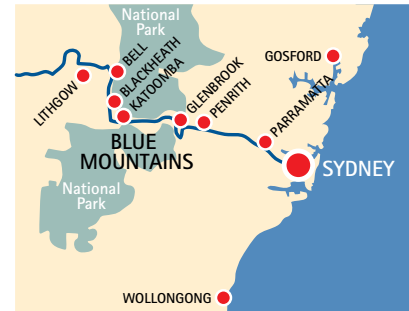 National
Park
GOSFORD
BELL
BLACKHEATH
KATOOMBA
LITHGOW
GLENBROOK
PENRITH
PARRAMATTA
BLUE
MOUNTAINS
SYDNEY
National
Park
WOLLONGONG